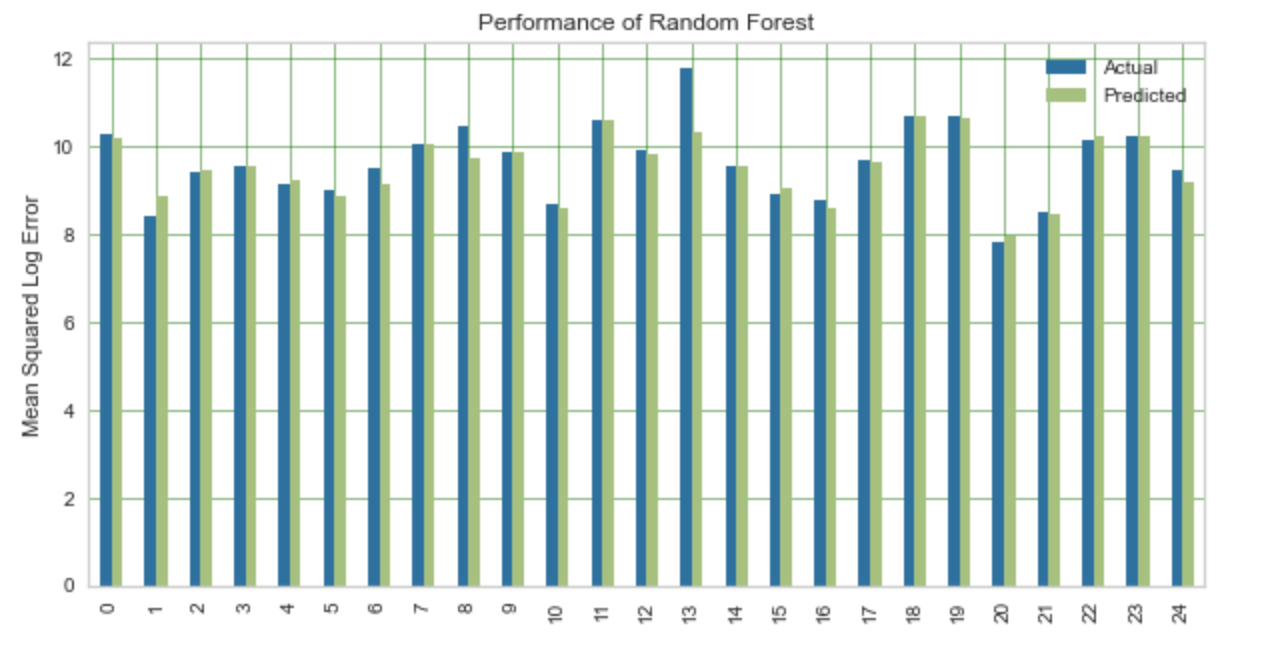 Performance of Random Forest
Actual
Predicted
Mean Squared Log Error
12
10
8
6
4
2
0
0 1 2 3 4 5 6 7 8 9 10 11 12 13 14 15 16 17 18 19 20 21 22 23 24